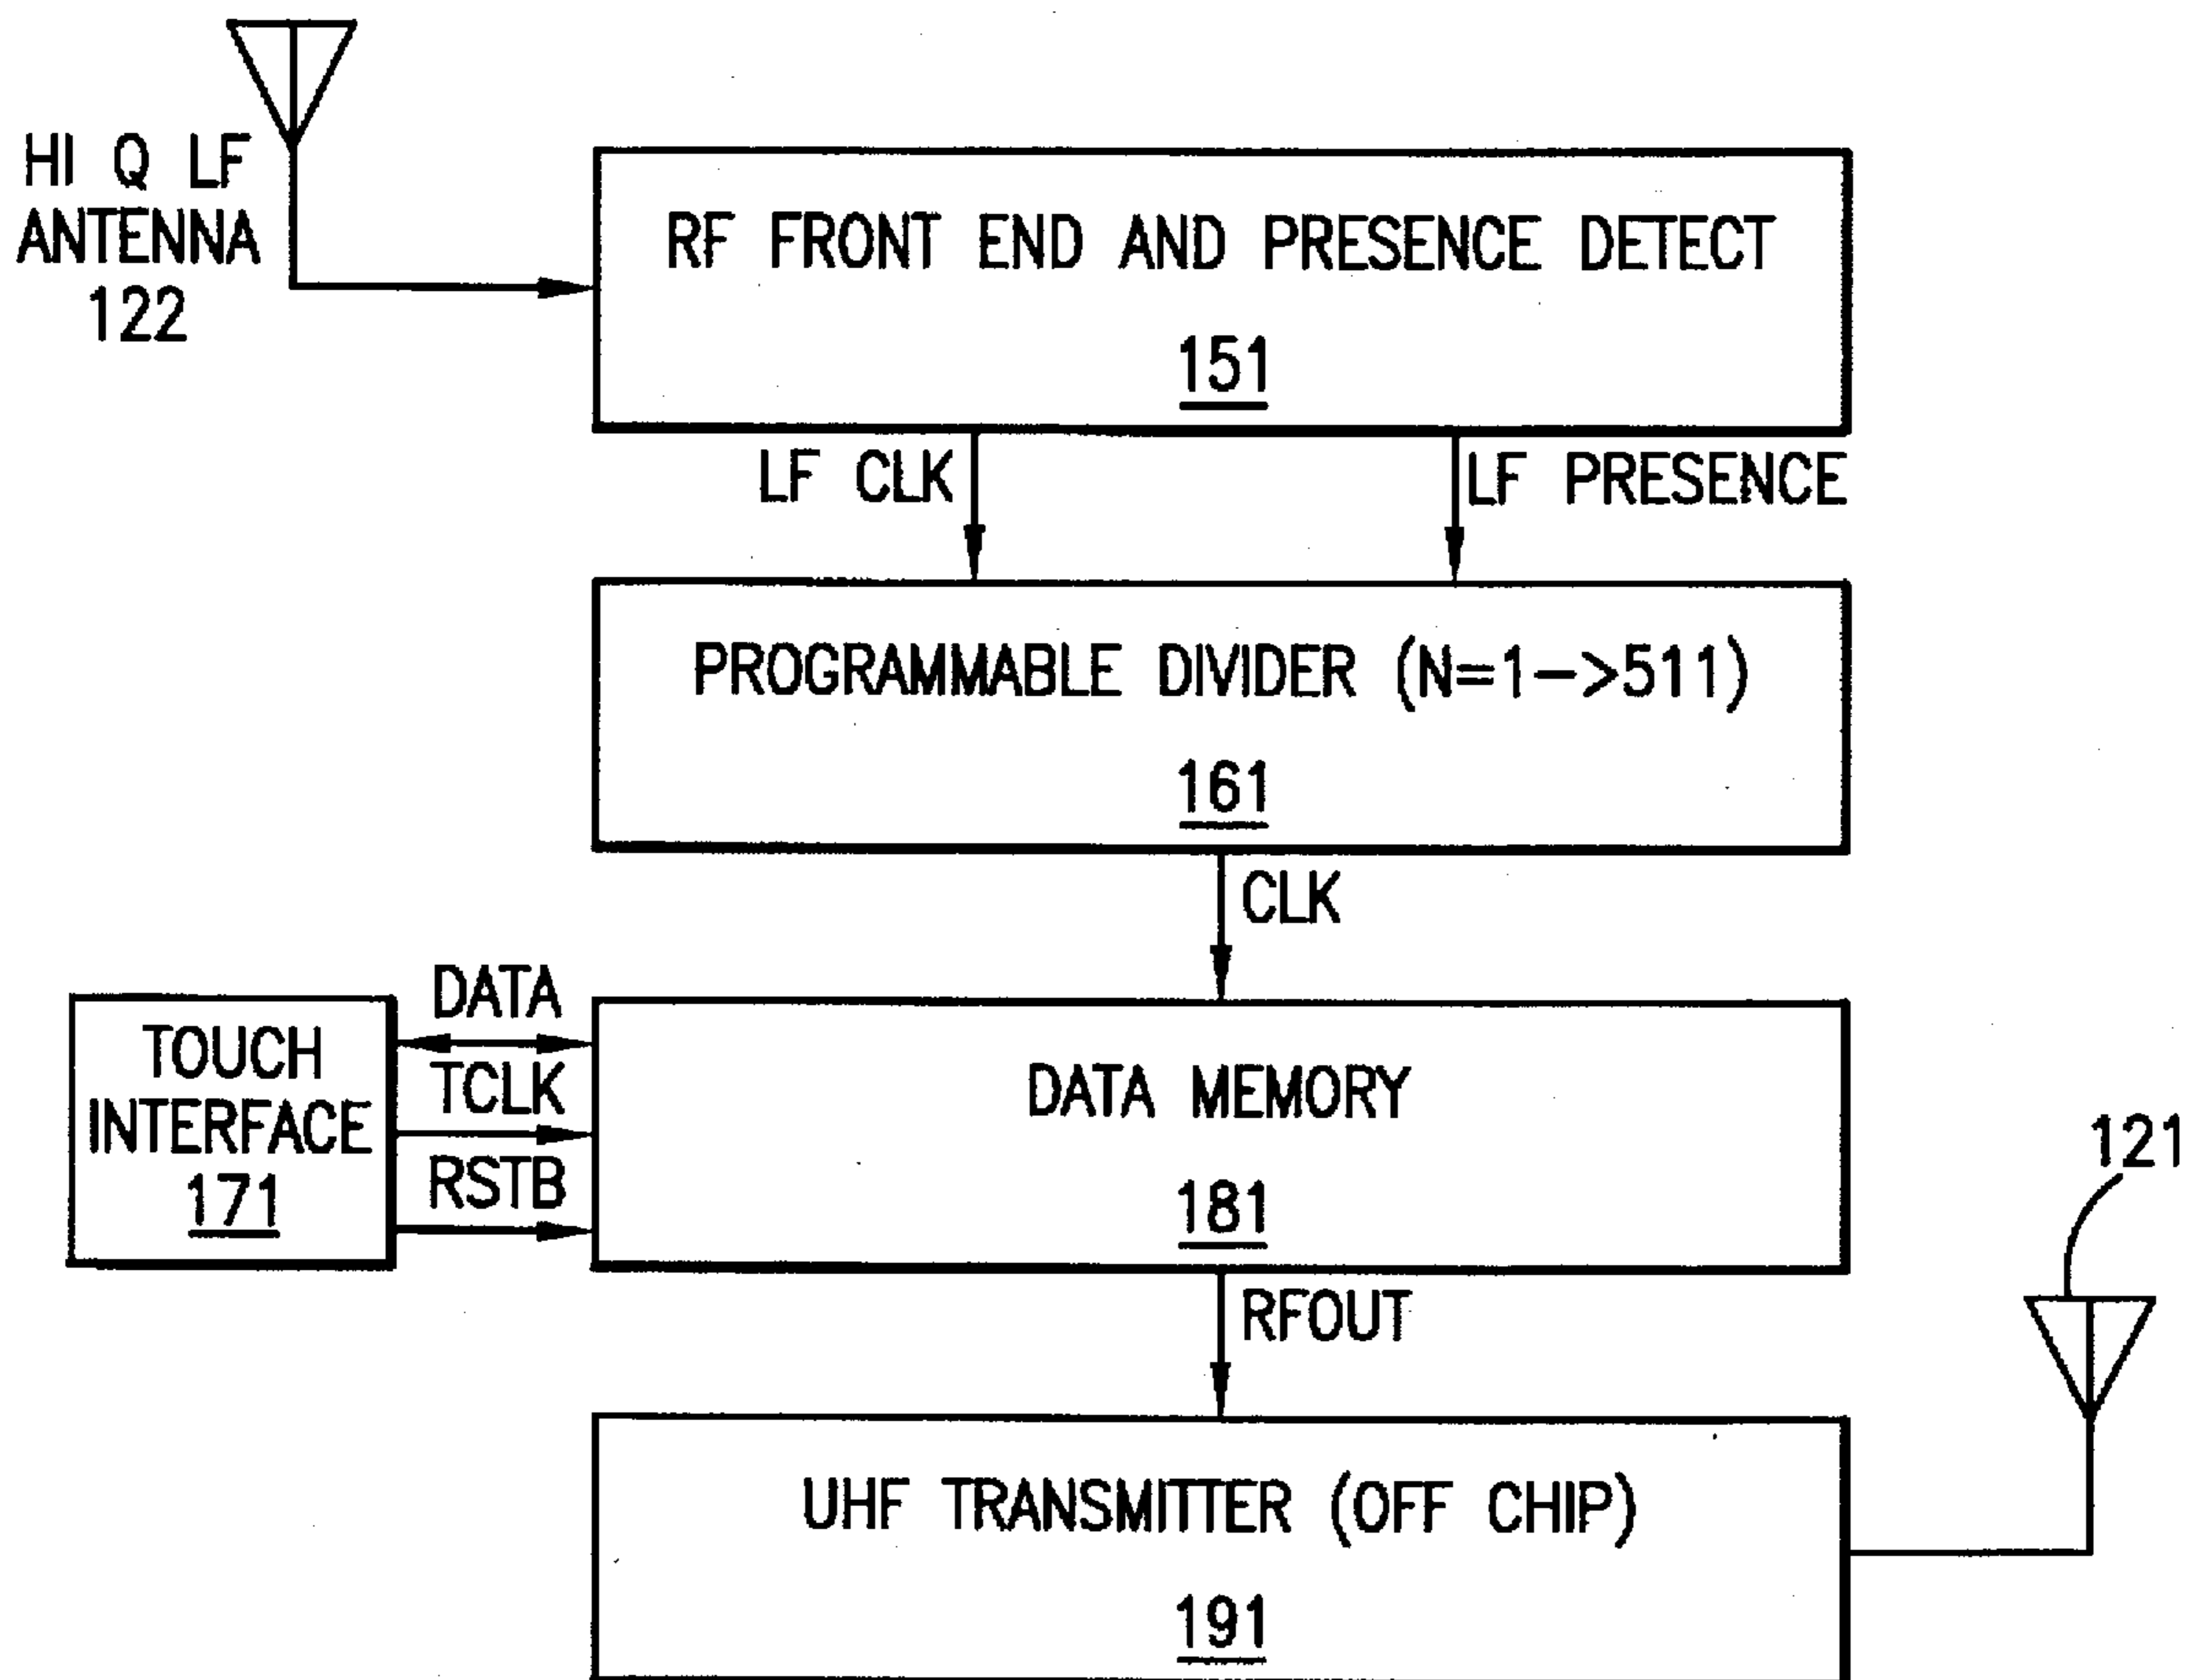 HI Q LF
ANTENNA
122
RF FRONT END AND PRESENCE DETECT
151
LF CLK
LF PRESENCE
PROGRAMMABLE DIVIDER (N=1->511)
161
CLK
TOUCH
INTERFACE
171
DATA
TCLK
RSTB
DATA MEMORY
181
121
RFOUT
UHF TRANSMITTER (OFF CHIP)
191